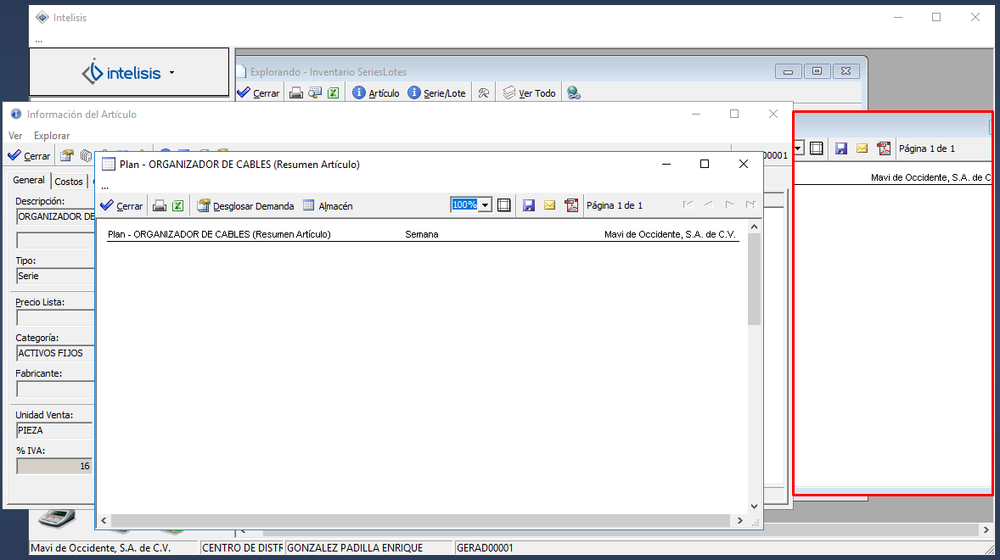 Intelisis
...
intelisis
Explorando - Inventario SeriesLotes
Cerrar Artículo Serie/Lote Ver Todo
Información del Artículo
Ver Explorar
Cerrar
00001
General Costos
Descripción:
ORGANIZADOR DE
Tipo:
Serie
Precio Lista:
Categoría:
ACTIVOS FIJOS
Fabricante:
Unidad Venta:
PIEZA
% IVA:
16
Plan - ORGANIZADOR DE CABLES (Resumen Artículo)
...
Cerrar Desglosar Demanda Almacén 100% Página 1 de 1
Plan - ORGANIZADOR DE CABLES (Resumen Artículo) Semana Mavi de Occidente, S.A. de C.V.
Página 1 de 1
Mavi de Occidente, S.A. de C
Mavi de Occidente, S.A. de C.V. CENTRO DE DISTR GONZALEZ PADILLA ENRIQUE GERAD00001